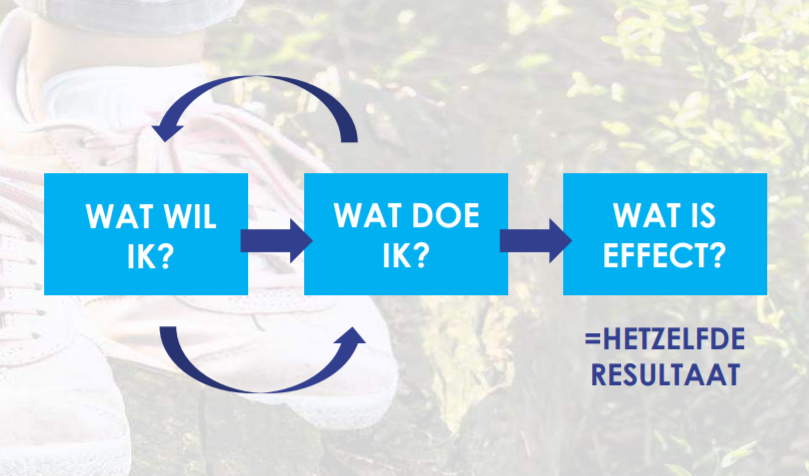 WAT WIL
IK?
WAT DOE
IK?
WAT IS
EFFECT?
=HETZELFDE
RESULTAAT